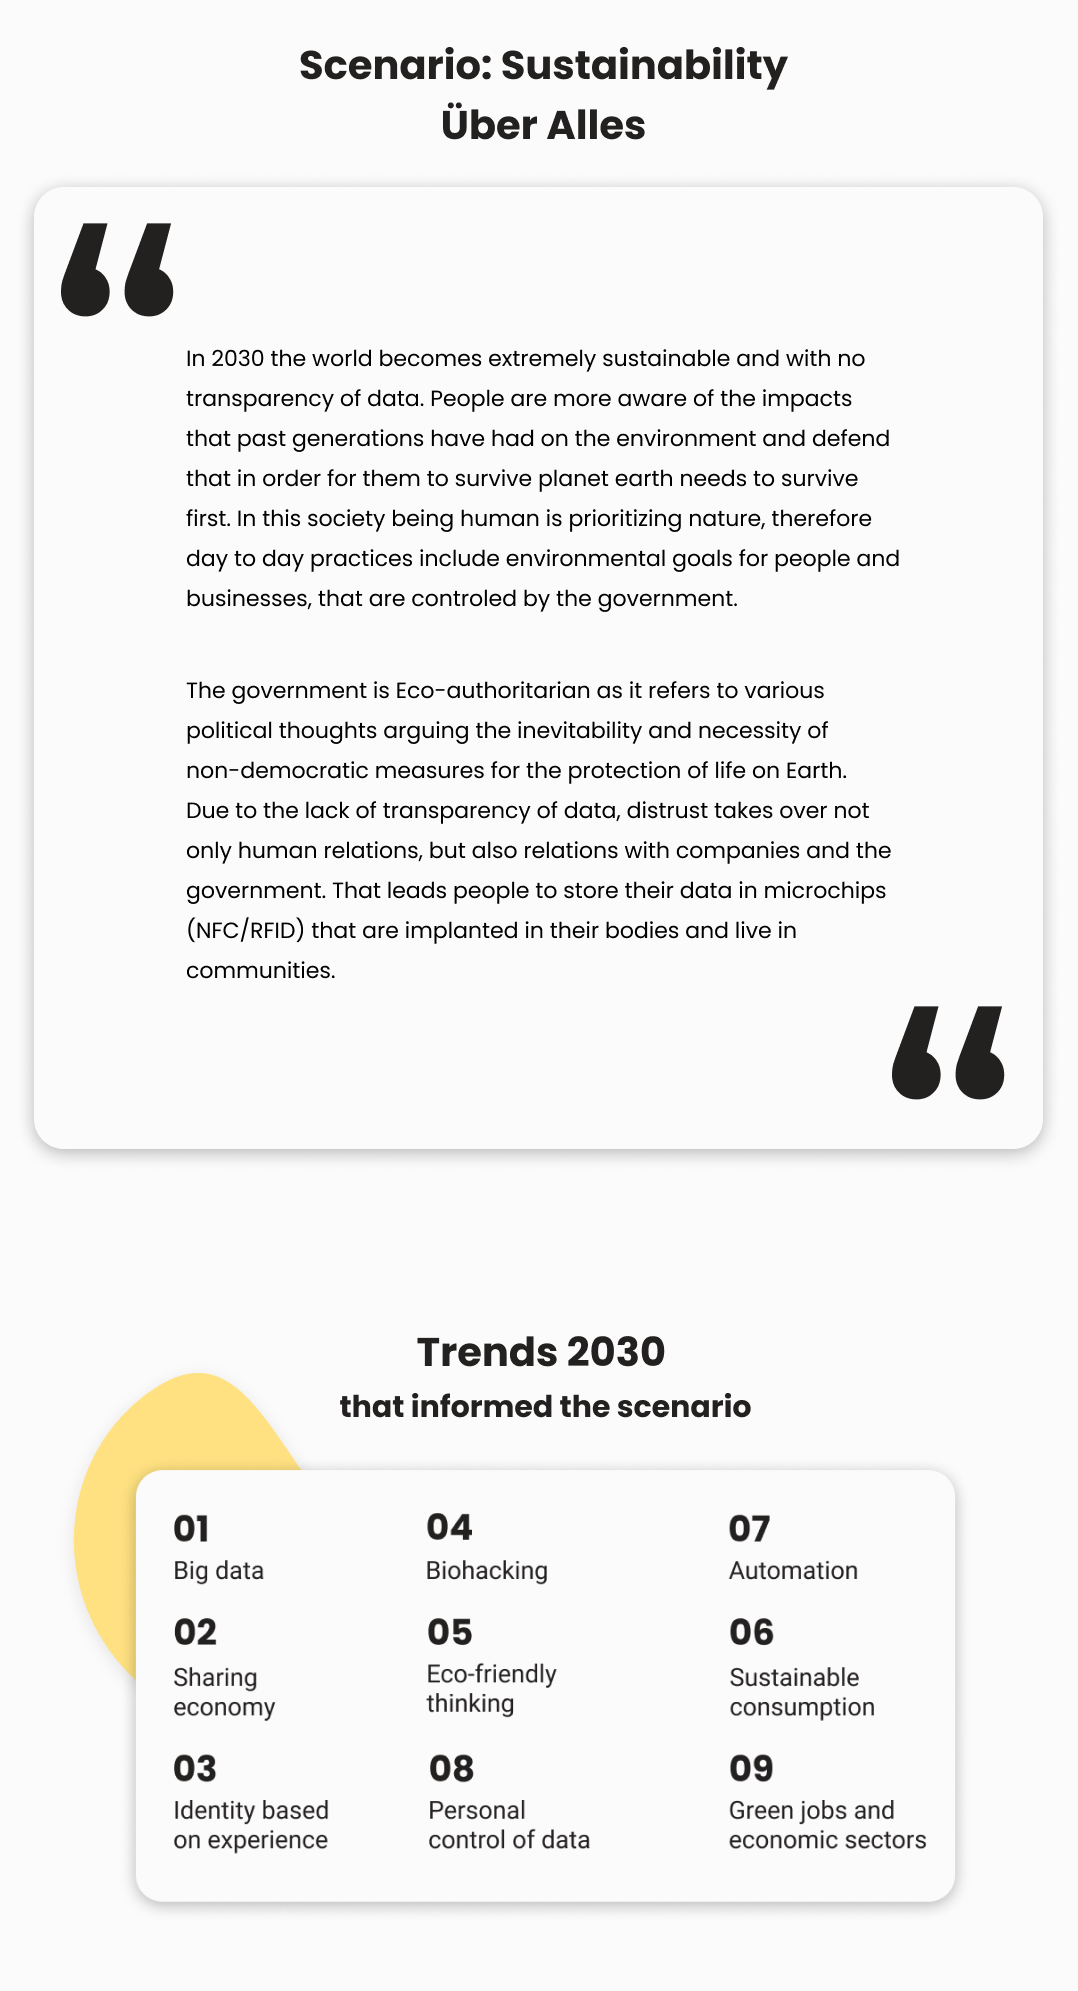 Scenario: Sustainability
Über Alles
“
In 2030 the world becomes extremely sustainable and with no
transparency of data. People are more aware of the impacts
that past generations have had on the environment and defend
that in order for them to survive planet earth needs to survive
first. In this society being human is prioritizing nature, therefore
day to day practices include environmental goals for people and
businesses, that are controled by the government.
The government is Eco-authoritarian as it refers to various
political thoughts arguing the inevitability and necessity of
non-democratic measures for the protection of life on Earth.
Due to the lack of transparency of data, distrust takes over not
only human relations, but also relations with companies and the
government. That leads people to store their data in microchips
(NFC/RFID) that are implanted in their bodies and live in
communities.
“
Trends 2030
that informed the scenario
01
Big data
04
Biohacking
07
Automation
02
Sharing
economy
05
Eco-friendly
thinking
06
Sustainable
consumption
03
Identity based
on experience
08
Personal
control of data
09
Green jobs and
economic sectors